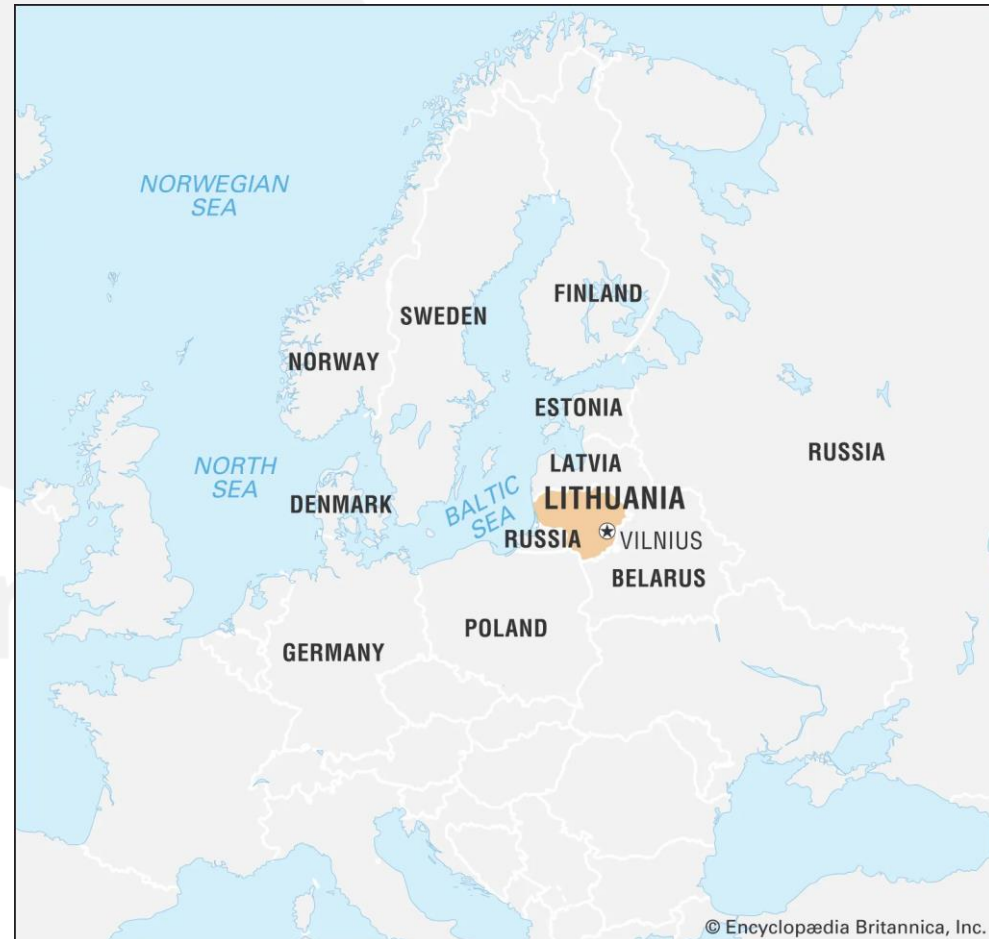 NORWEGIAN
SEA
FINLAND
SWEDEN
NORWAY
ESTONIA
RUSSIA
LATVIA
NORTH
SEA
DENMARK
BALTIC
SEA
LITHUANIA
RUSSIA
VILNIUS
BELARUS
POLAND
GERMANY
© Encyclopædia Britannica, Inc.